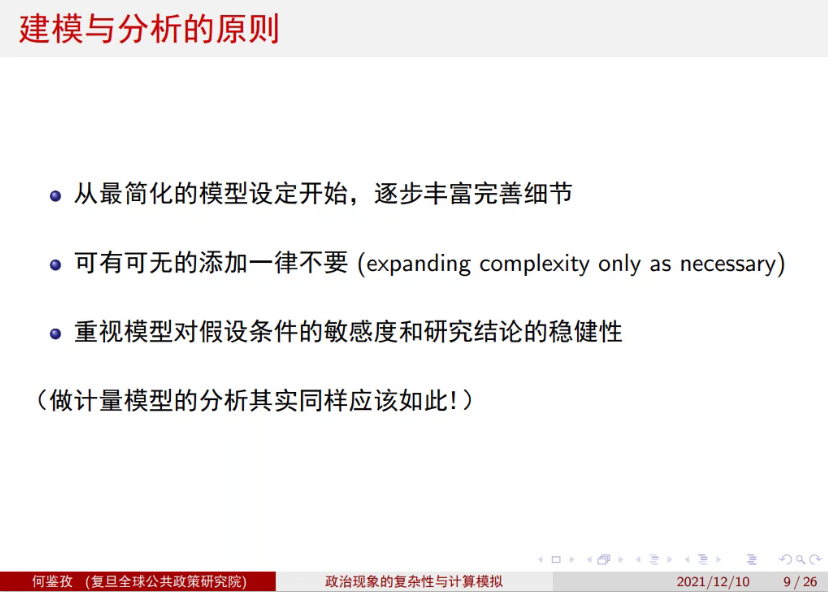 建模与分析的原则
从最简化的模型设定开始，逐步丰富完善细节
可有可无的添加一律不要 (expanding complexity only as necessary)
重视模型对假设条件的敏感度和研究结论的稳健性
（做计量模型的分析其实同样应该如此!）
何鉴孜 (复旦全球公共政策研究院) 政治现象的复杂性与计算模拟 2021/12/10 9 / 26